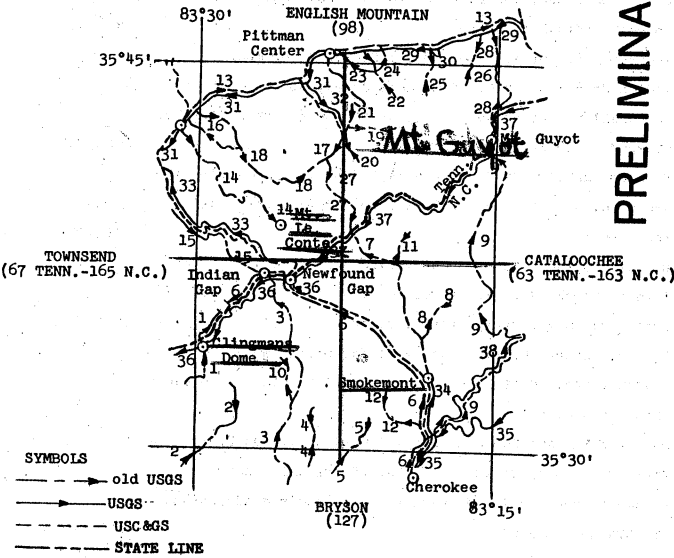 83°30'
ENGLISH MOUNTAIN
(98)
13
29
Pittman
Center
35°45'
29
30
28
23
24
26
13
31
31
32
22
25
21
28
16
19
37
Mt. Guyot
Mt. Guyot
PRELIMINA
18
17
20
31
14
18
27
Tenn.
N.C.
33
14
Mt.
Le
Conte
27
37
33
15
15
7
11
9
TOWNSEND
(67 TENN.-165 N.C.)
CATALOOCHEE
(63 TENN.-163 N.C.)
Indian
Gap
Newfound
Gap
36
36
6
3
8
8
1
6
9
38
Clingmans
Dome
36
1
10
Smokemont
34
12
6
2
12
9
4
5
35
2
3
4
5
6
35
35°30'
Cherokee
83°15'
BRYSON
(127)
SYMBOLS
old USGS
USGS
USC&GS
STATE LINE